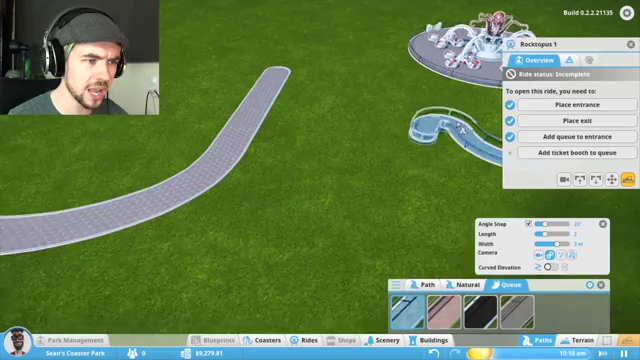 Build 0.2.2.21135
Rocktopus 1
Overview
Ride status: Incomplete
To open this ride, you need to:
Place entrance
Place exit
Add queue to entrance
Add ticket booth to queue
Angle Snap
Length
2
Width
3 m
Camera
Curved Elevation
Path
Natural
Queue
Park Management
Blueprints
Coasters
Rides
Shops
Scenery
Buildings
Paths
Terrain
Sean's Coaster Park
0
$9,279.81
10:10 am